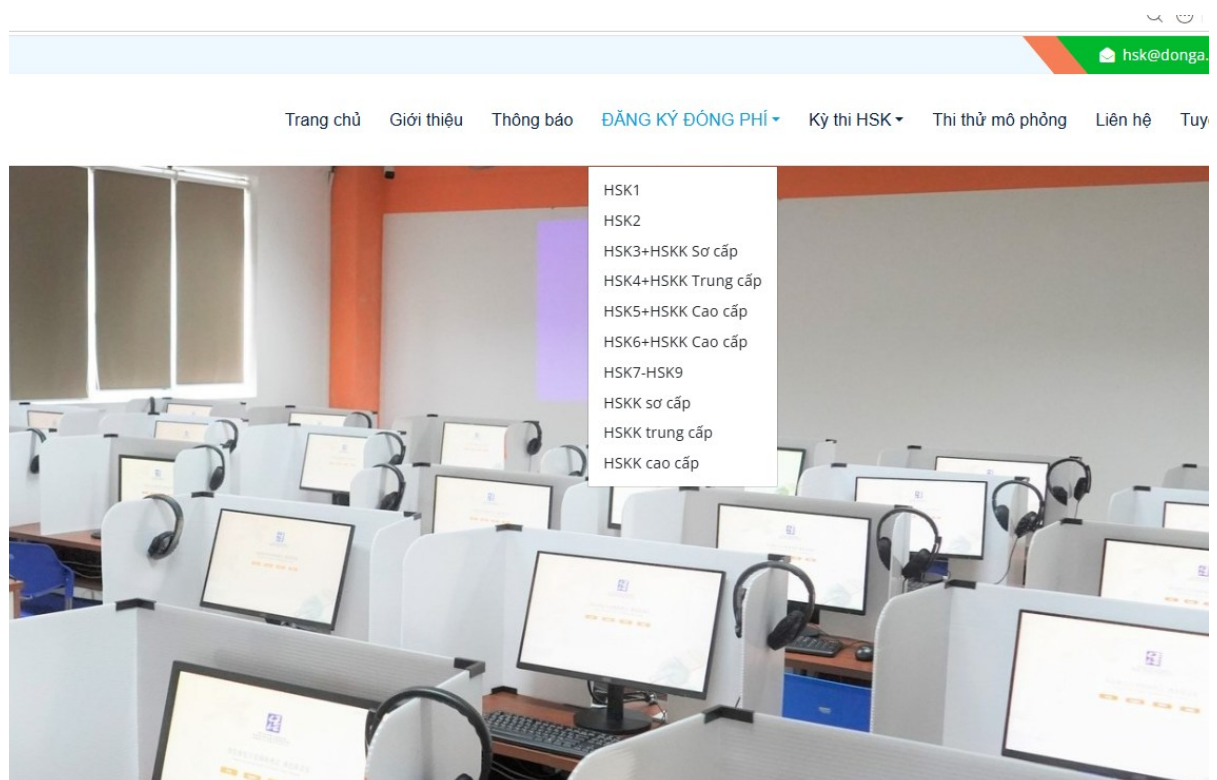 hsk@donga.
Trang chủ Giới thiệu Thông báo ĐĂNG KÝ ĐÓNG PHÍ Kỳ thi HSK Thi thử mô phỏng Liên hệ
HSK1
HSK2
HSK3+HSKK Sơ cấp
HSK4+HSKK Trung cấp
HSK5+HSKK Cao cấp
HSK6+HSKK Cao cấp
HSK7-HSK9
HSKK sơ cấp
HSKK trung cấp
HSKK cao cấp